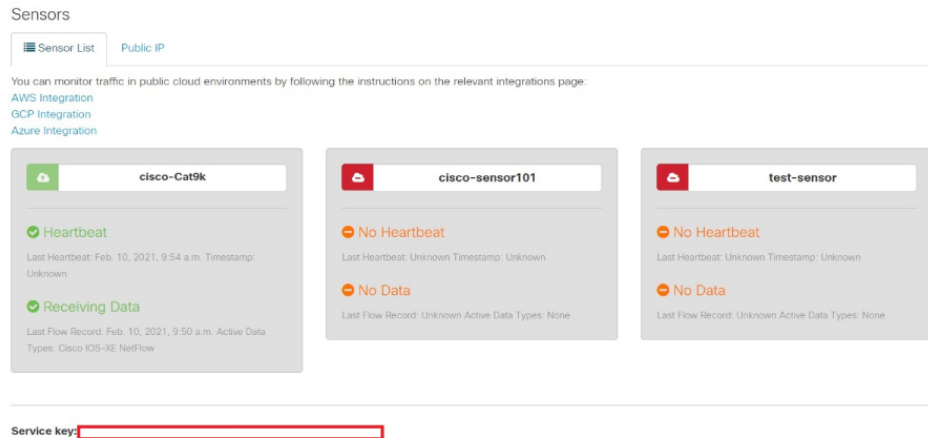 Sensors
Sensor List
Public IP
You can monitor traffic in public cloud environments by following the instructions on the relevant integrations page:
AWS Integration
GCP Integration
Azure Integration
cisco-Cat9k
Heartbeat
Last Heartbeat: Feb. 10, 2021, 9:54 a.m. Timestamp:
Unknown
Receiving Data
Last Flow Record: Feb. 10, 2021, 9:50 a.m. Active Data
Types: Cisco IOS-XE NetFlow
cisco-sensor101
No Heartbeat
Last Heartbeat: Unknown Timestamp: Unknown
No Data
Last Flow Record: Unknown Active Data Types: None
test-sensor
No Heartbeat
Last Heartbeat: Unknown Timestamp: Unknown
No Data
Last Flow Record: Unknown Active Data Types: None
Service key: